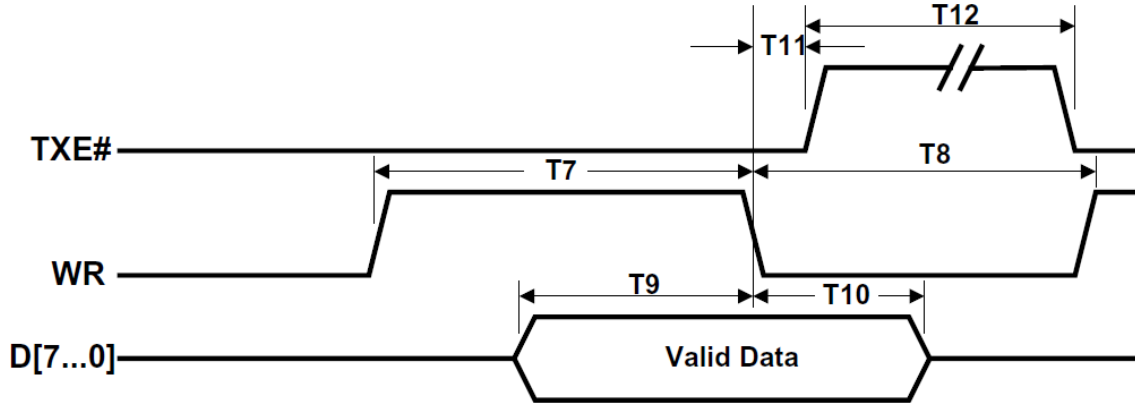 T12
T11
TXE#
T7
T8
WR
T9
T10
D[7...0]
Valid Data